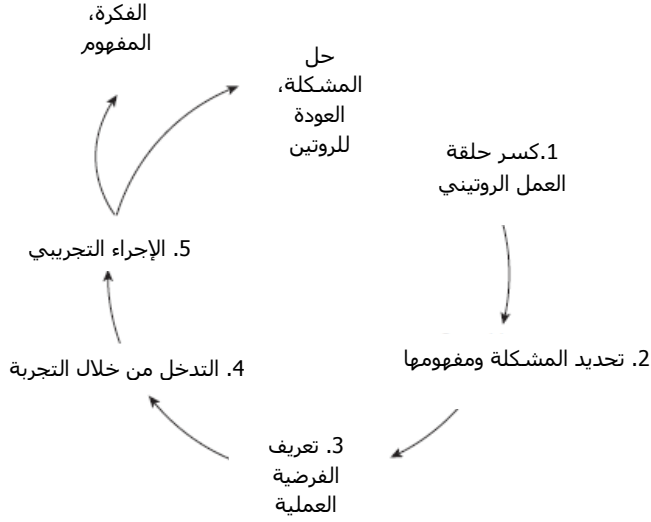 الفكرة،
المفهوم
حل
المشكلة،
العودة
للروتين
1.كسر حلقة
العمل الروتيني
2. تحديد المشكلة ومفهومها
3. تعريف
الفرضية
العملية
4. التدخل من خلال التجربة
5. الإجراء التجريبي